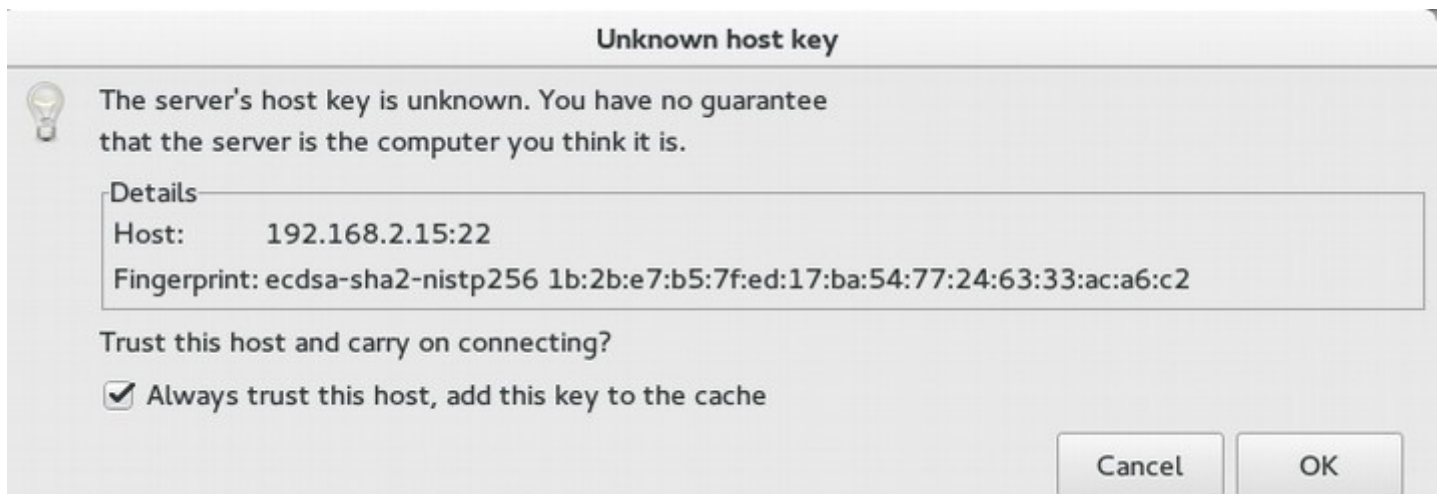 Unknown host key
The server's host key is unknown. You have no guarantee
that the server is the computer you think it is.
Details
Host: 192.168.2.15:22
Fingerprint: ecdsa-sha2-nistp256 1b:2b:e7:b5:7f:ed:17:ba:54:77:24:63:33:ac:a6:c2
Trust this host and carry on connecting?
Always trust this host, add this key to the cache
Cancel OK